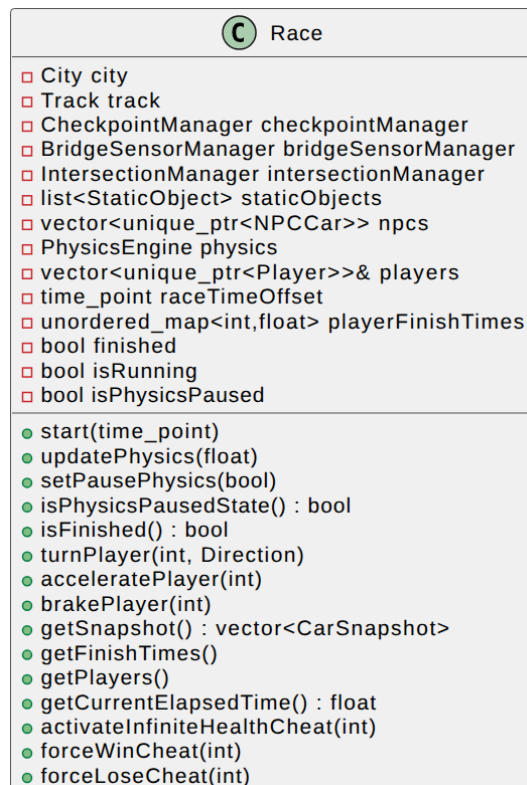 C Race
City city
Track track
CheckpointManager checkpointManager
BridgeSensorManager bridgeSensorManager
IntersectionManager intersectionManager
list<StaticObject> staticObjects
vector<unique_ptr<NPCCar>> npcs
PhysicsEngine physics
vector<unique_ptr<Player>>& players
time_point raceTimeOffset
unordered_map<int,float> playerFinishTimes
bool finished
bool isRunning
bool isPhysicsPaused
start(time_point)
updatePhysics(float)
setPausePhysics(bool)
isPhysicsPausedState() : bool
isFinished() : bool
turnPlayer(int, Direction)
acceleratePlayer(int)
brakePlayer(int)
getSnapshot() : vector<CarSnapshot>
getFinishTimes()
getPlayers()
getCurrentElapsedTime() : float
activateInfiniteHealthCheat(int)
forceWinCheat(int)
forceLoseCheat(int)